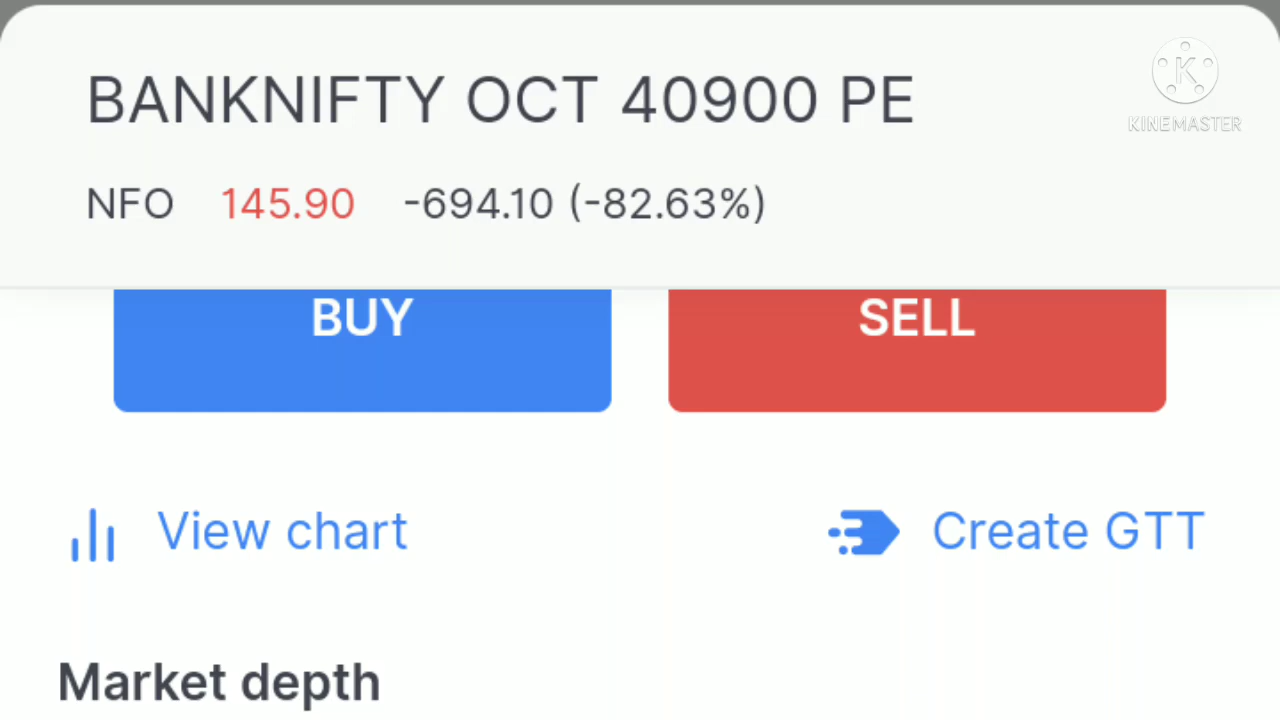 BANKNIFTY OCT 40900 PE
K
KINEMASTER
NFO 145.90 -694.10 (-82.63%)
BUY SELL
View chart Create GTT
Market depth